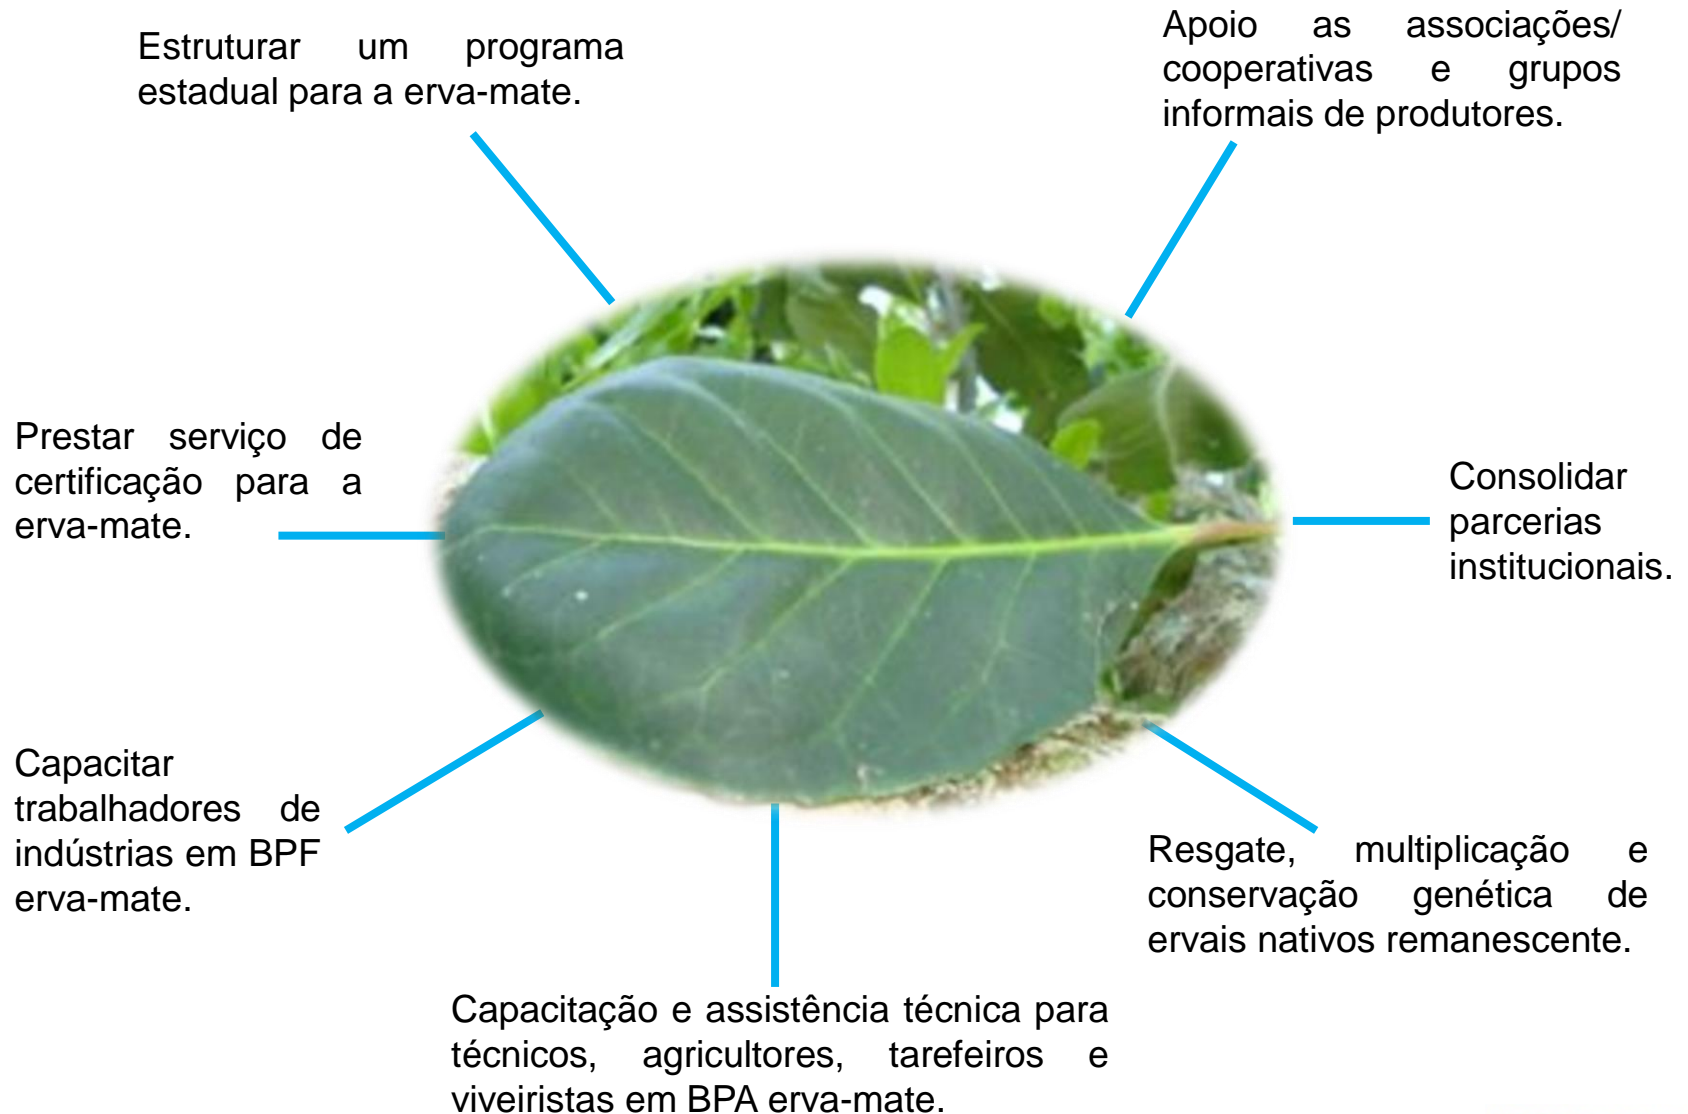 Estruturar um programa
estadual para a erva-mate.
Apoio as associações/
cooperativas e grupos
informais de produtores.
Prestar serviço de
certificação para a
erva-mate.
Consolidar
parcerias
institucionais.
Capacitar
trabalhadores de
indústrias em BPF
erva-mate.
Resgate, multiplicação e
conservação genética de
ervais nativos remanescente.
Capacitação e assistência técnica para
técnicos, agricultores, tarefeiros e
viveiristas em BPA erva-mate.